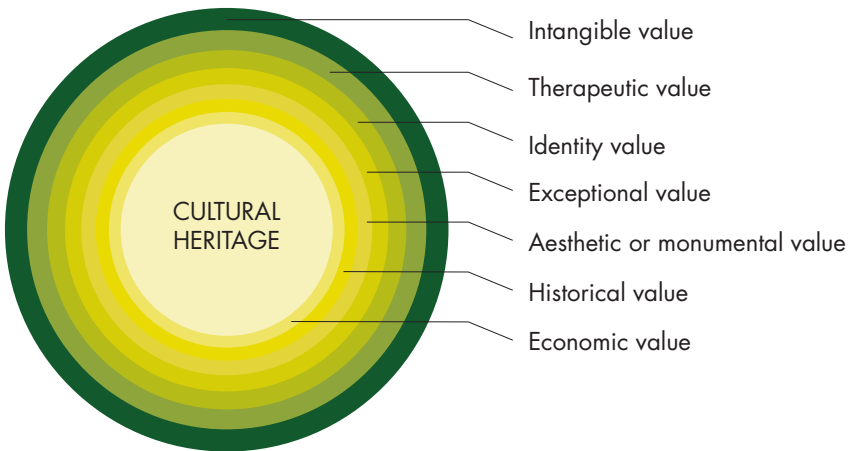 Intangible value
Therapeutic value
Identity value
Exceptional value
CULTURAL
HERITAGE
Aesthetic or monumental value
Historical value
Economic value